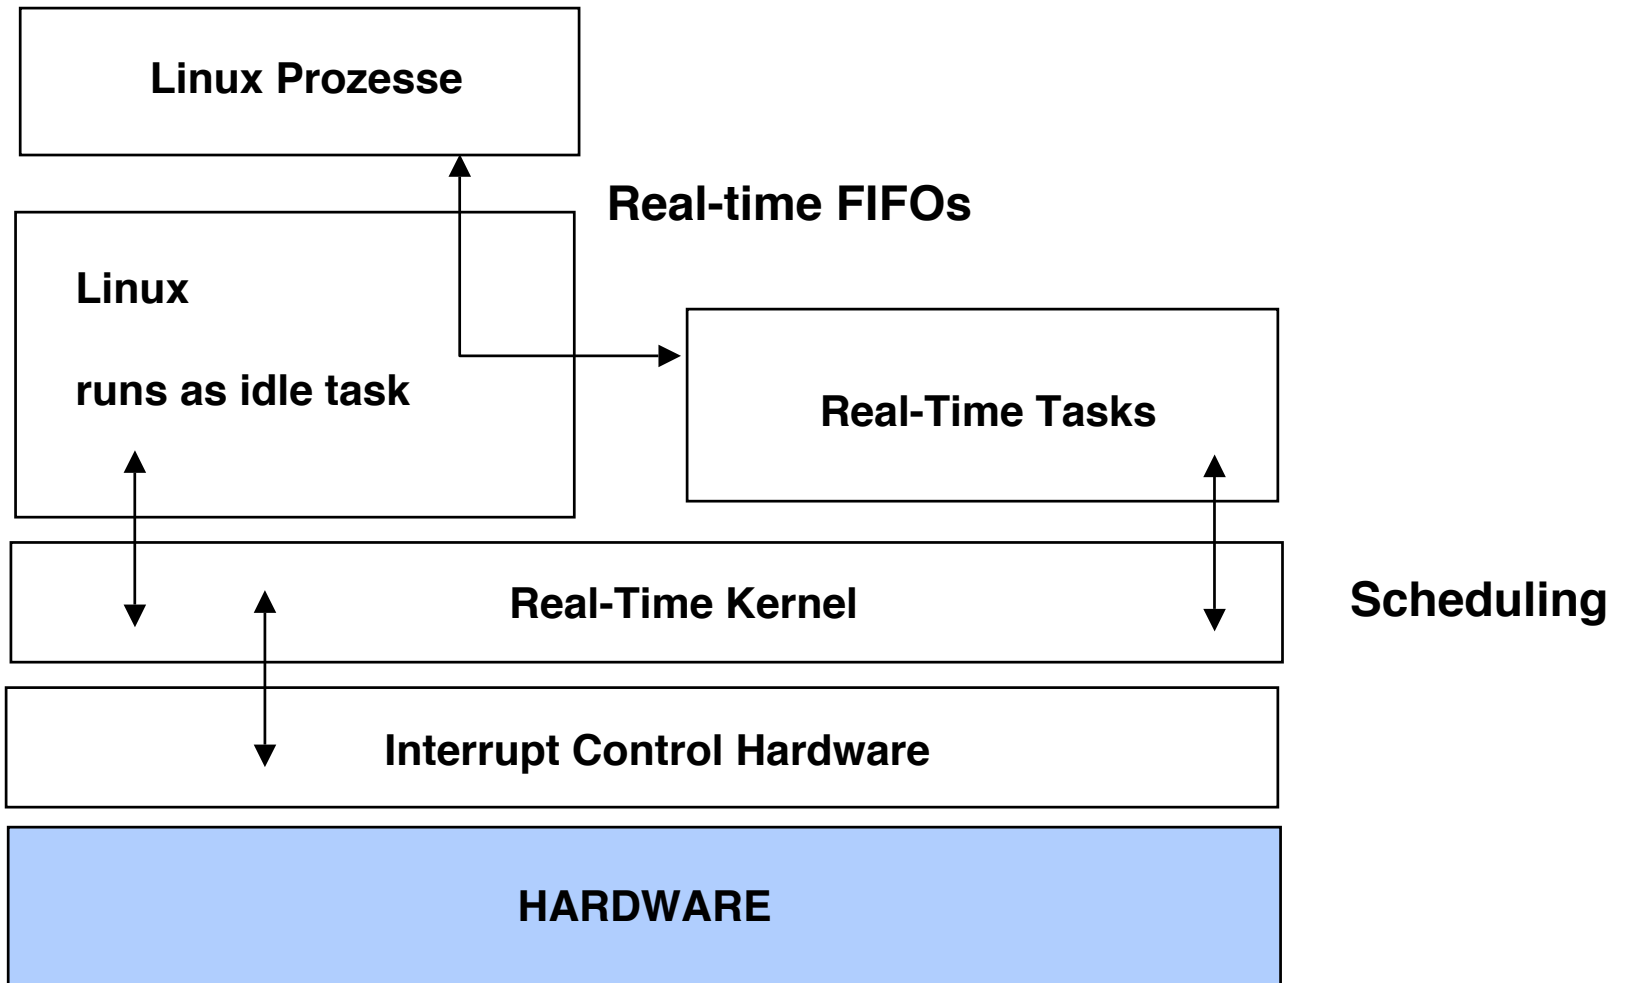 Linux Prozesse
Real-time FIFOs
Linux
runs as idle task
Real-Time Tasks
Real-Time Kernel
Scheduling
Interrupt Control Hardware
HARDWARE